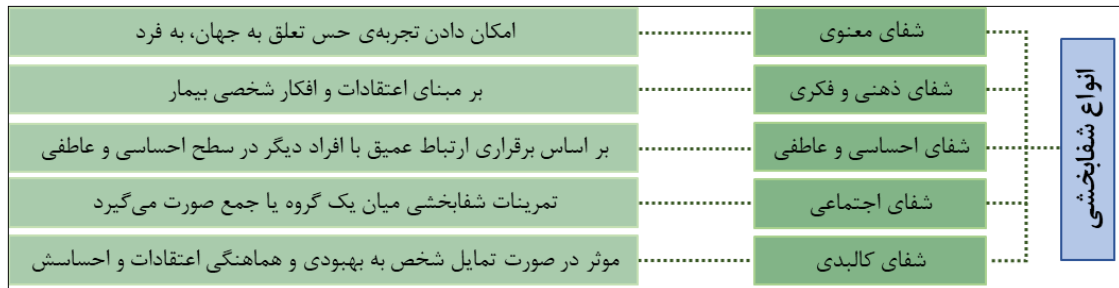 انواع شفابخشی
شفای معنوی
امکان دادن تجربه‌ی حس تعلق به جهان، به فرد
شفای ذهنی و فکری
بر مبنای اعتقادات و افکار شخصی بیمار
شفای احساسی و عاطفی
بر اساس برقراری ارتباط عمیق با افراد دیگر در سطح احساسی و عاطفی
شفای اجتماعی
تمرینات شفابخشی میان یک گروه یا جمع صورت می‌گیرد
شفای کالبدی
موثر در صورت تمایل شخص به بهبودی و هماهنگی اعتقادات و احساسش